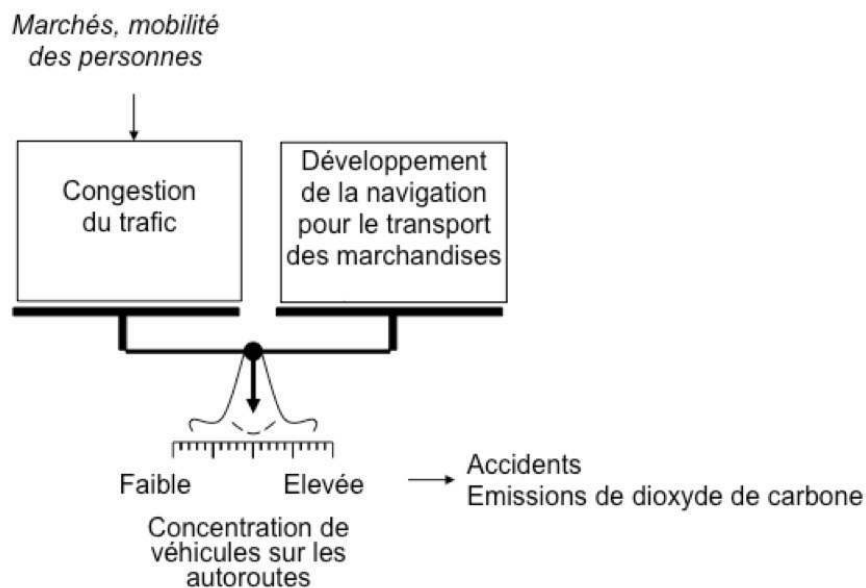 Marchés, mobilité
des personnes
Congestion
du trafic
Développement
de la navigation
pour le transport
des marchandises
Faible
Elevée
Concentration de
véhicules sur les
autoroutes
Accidents
Emissions de dioxyde de carbone